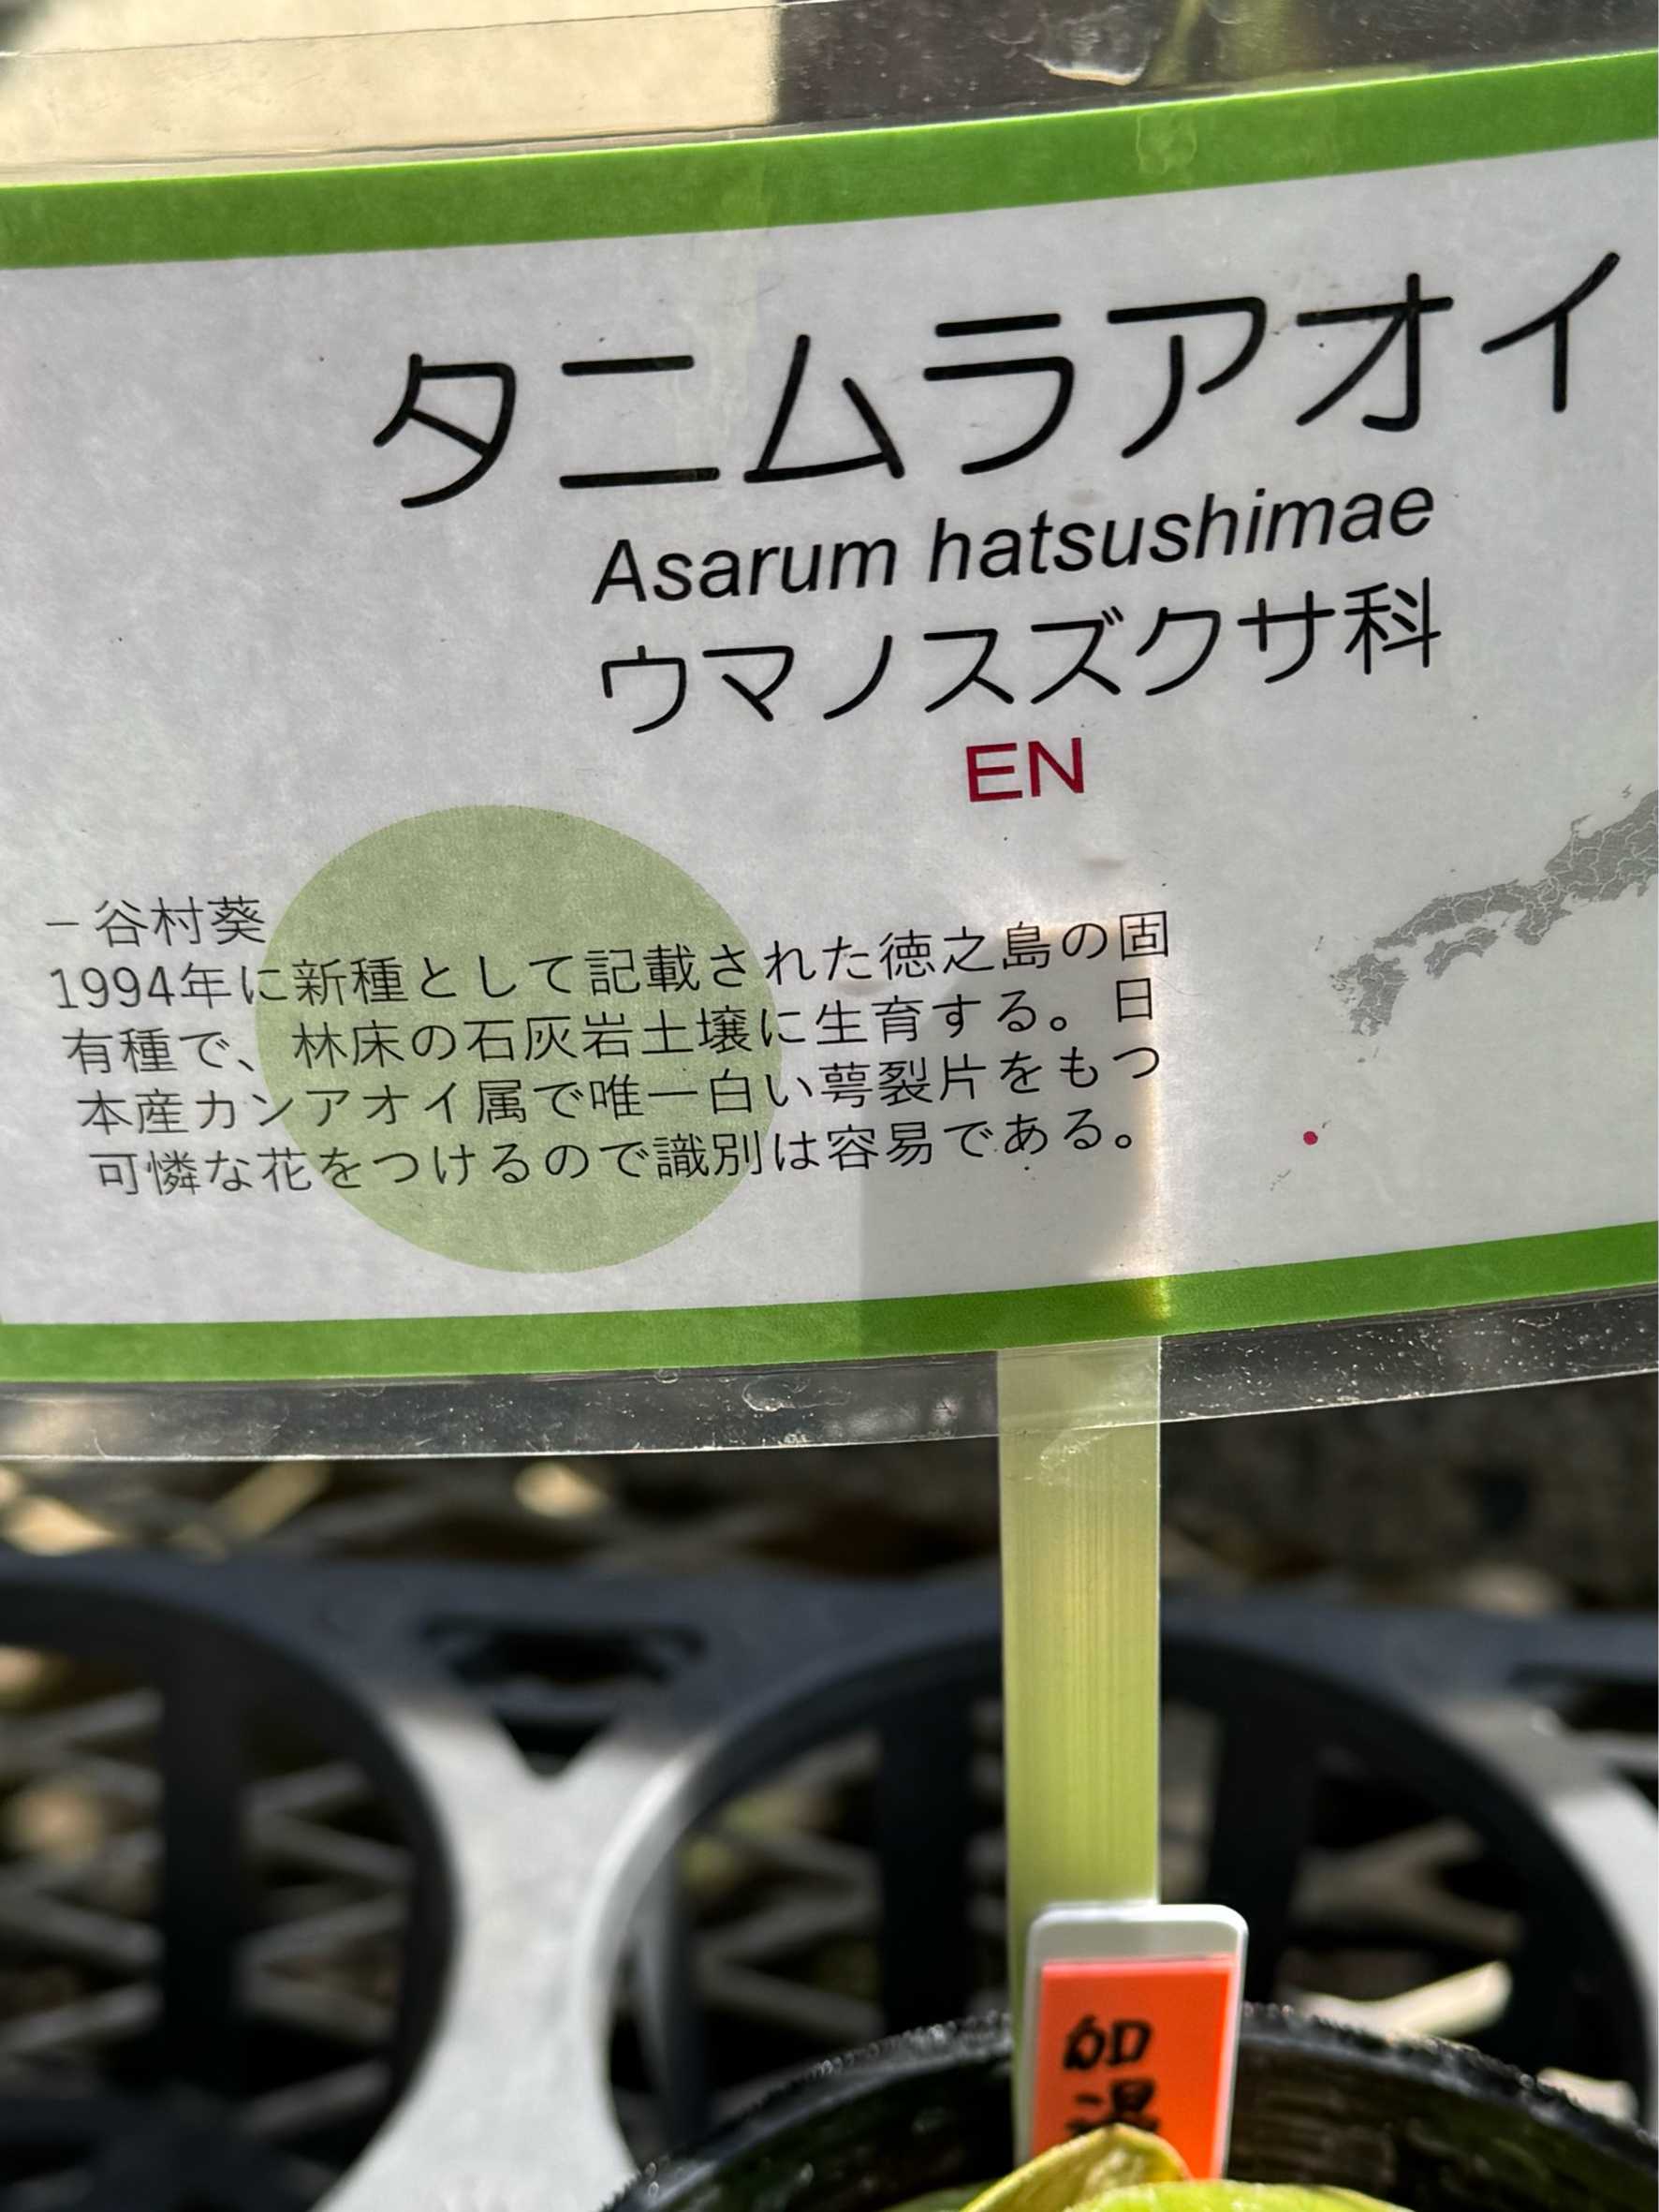 タニムラアオイ
Asarum hatsushimae
ウマノスズクサ科
EN
– 谷村葵
1994年に新種として記載された徳之島の固
有種で、林床の石灰岩土壌に生育する。日
本産カンアオイ属で唯一白い萼裂片をもつ
可憐な花をつけるので識別は容易である。
加
温